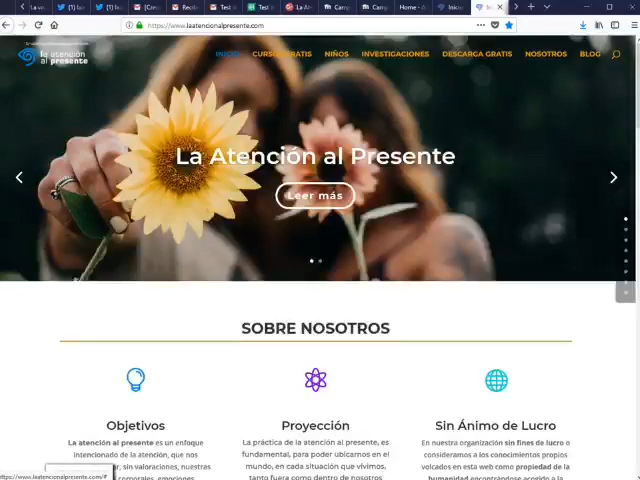 https://www.laatencionalpresente.com
la atención
al presente
INICIO CURSO GRATIS NIÑOS INVESTIGACIONES DESCARGA GRATIS NOSOTROS BLOG
La Atención al Presente
Leer más
SOBRE NOSOTROS
Objetivos Proyección Sin Ánimo de Lucro
La atención al presente es un enfoque
intencionado de la atención, que nos
ar, sin valoraciones, nuestras
corporales, emociones
La práctica de la atención al presente, es
fundamental, para poder ubicarnos en el
mundo, en cada situación que vivimos,
tanto fuera como dentro de nosotros
En nuestra organización sin fines de lucro o
consideramos a los conocimientos propios
volcados en esta web como propiedad de la
humanidad
https://www.laatencionalpresente.com/#